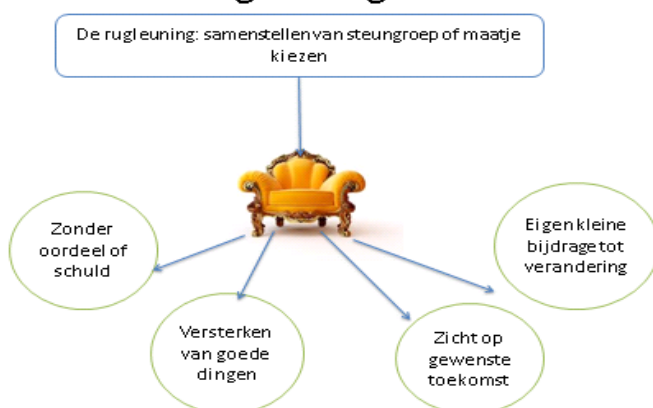 De rugleuning: samenstellen van steungroep of maatje
kiezen
Zonder
oordeel of
schuld
Versterken
van goede
dingen
Zicht op
gewenste
toekomst
Eigen kleine
bijdrage tot
verandering